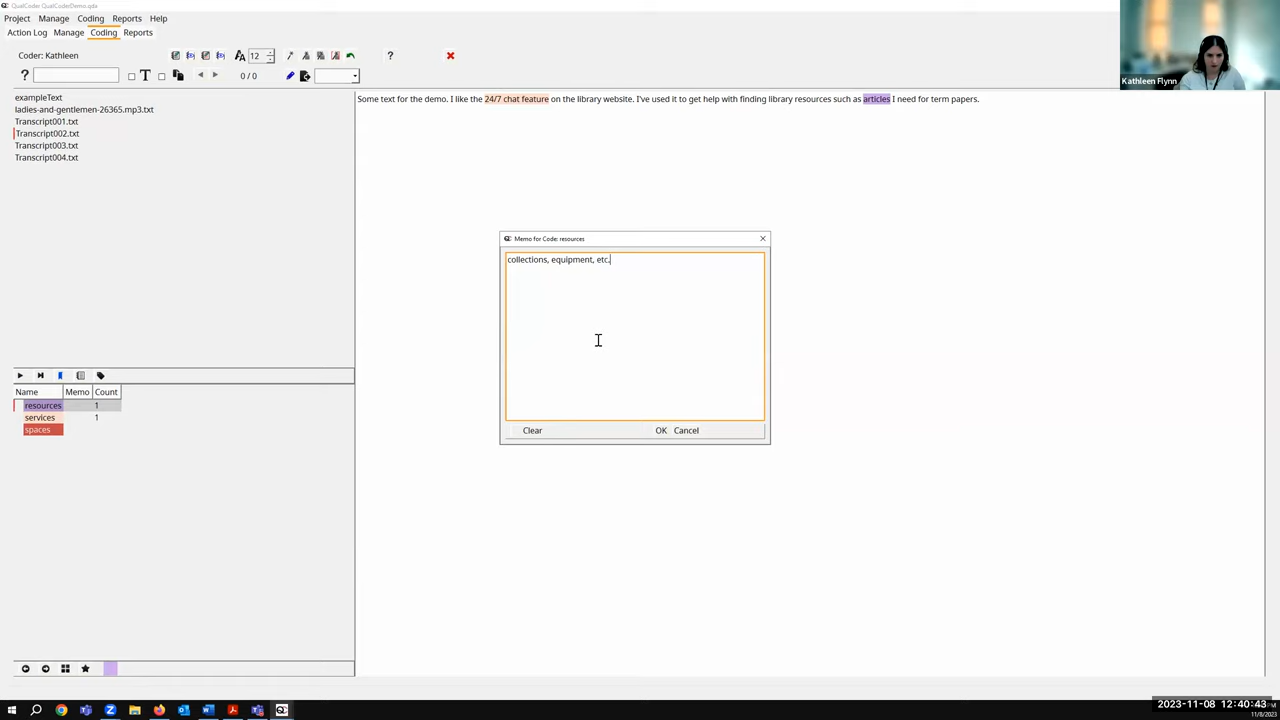 QualCoder QualCoderDemo.qda
Project Manage Coding Reports Help
Action Log Manage Coding Reports
Coder: Kathleen
12
?
?
T
0 / 0
exampleText
ladies-and-gentlemen-26365.mp3.txt
Transcript001.txt
Transcript002.txt
Transcript003.txt
Transcript004.txt
Some text for the demo. I like the 24/7 chat feature on the library website. I've used it to get help with finding library resources such as articles I need for term papers.
Kathleen Flynn
Memo for Code: resources
collections, equipment, etc.
Clear OK Cancel
Name Memo Count
resources 1
services 1
spaces
2023-11-08 12:40:43
11/8/2023